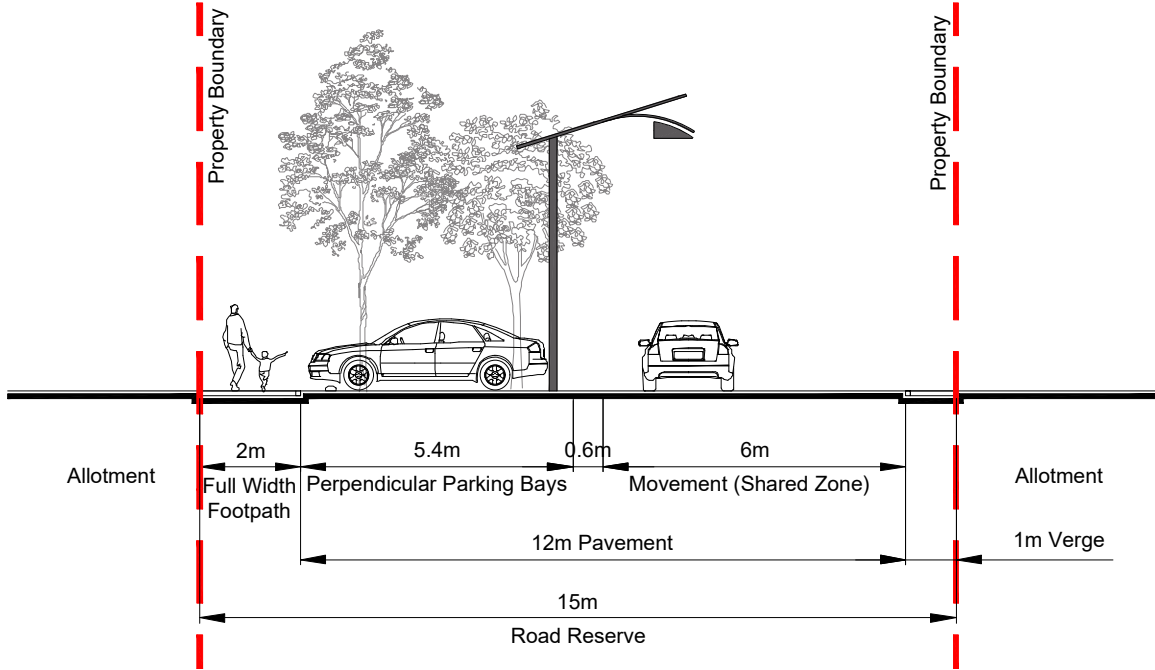 Property Boundary
Property Boundary
2m
5.4m
0.6m
6m
Allotment
Full Width
Footpath
Perpendicular Parking Bays
Movement (Shared Zone)
Allotment
12m Pavement
1m Verge
15m
Road Reserve